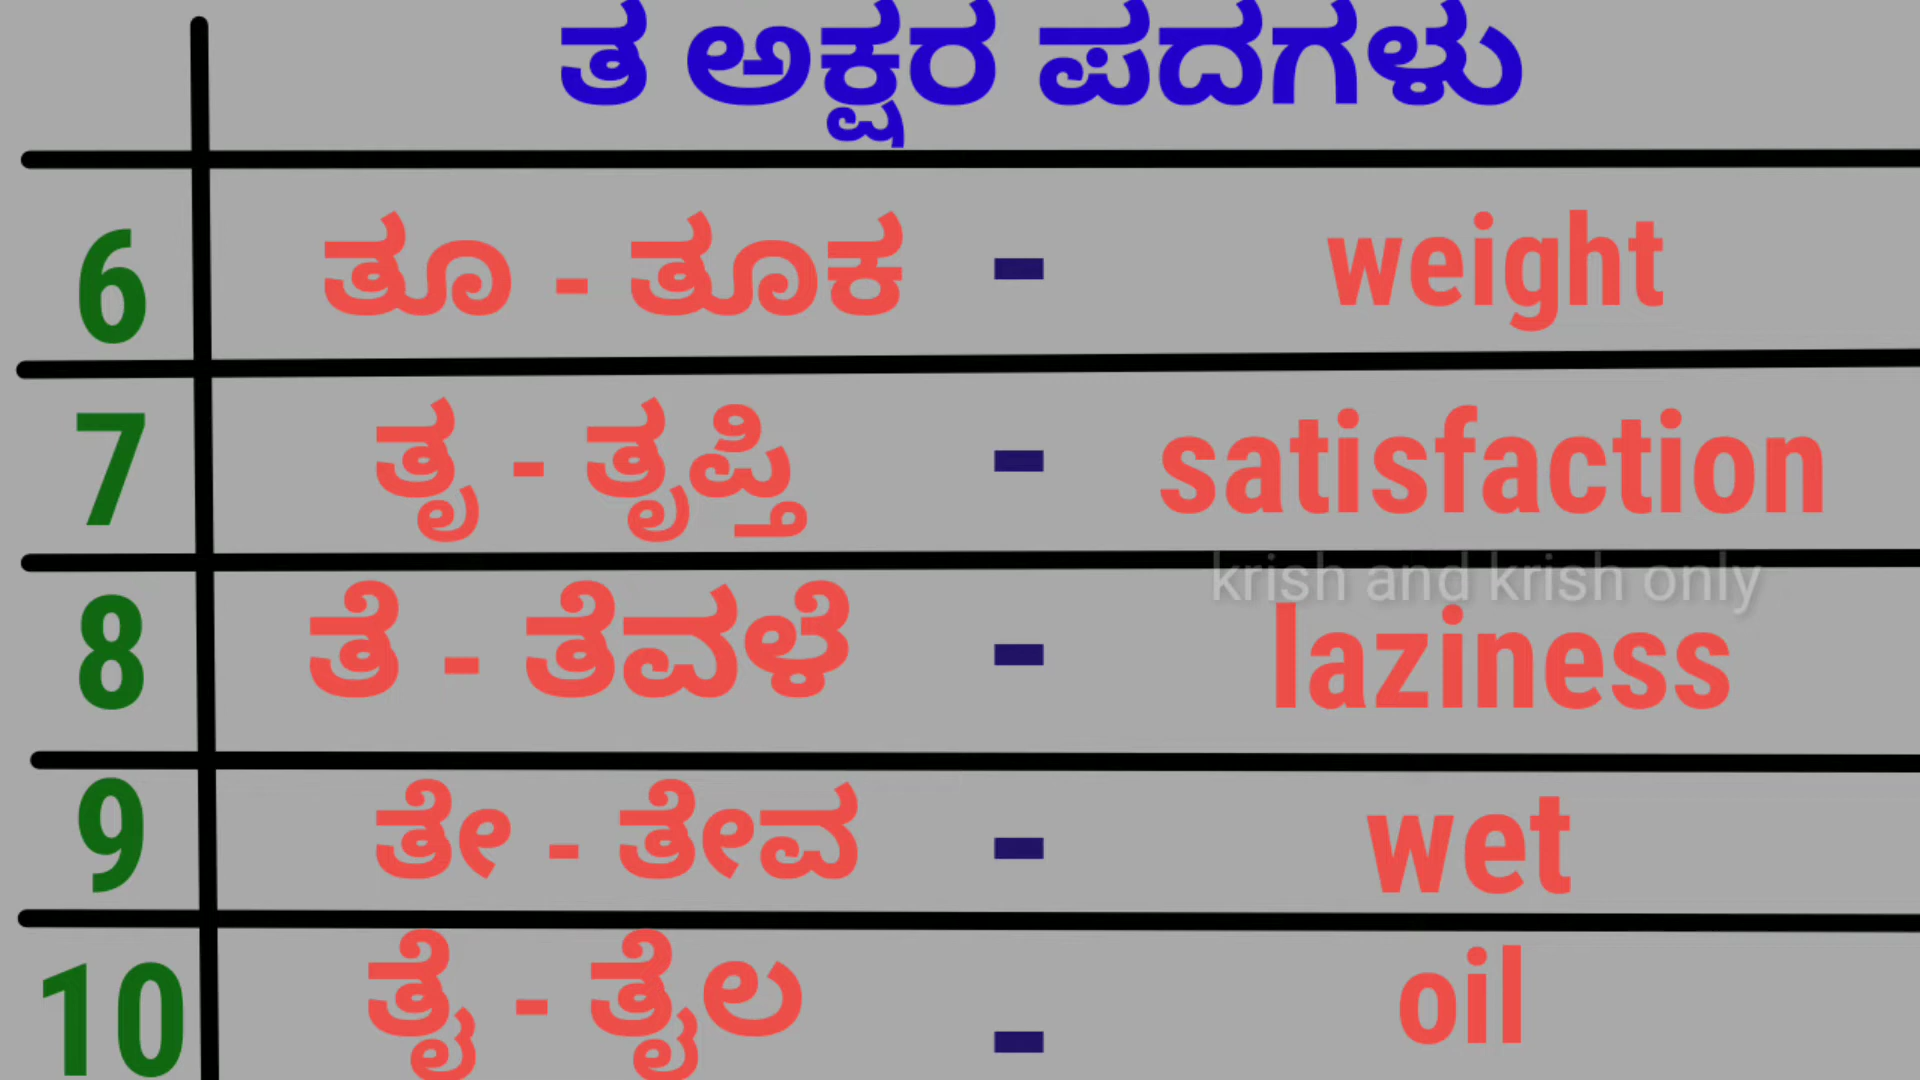 ತ ಅಕ್ಷರ ಪದಗಳು
6 ತೂ - ತೂಕ - weight
7 ತೃ - ತೃಪ್ತಿ - satisfaction
krish and krish only
8 ತೆ - ತೆವಳೆ - laziness
9 ತೇ - ತೇವ - wet
10 ತೈ - ತೈಲ - oil